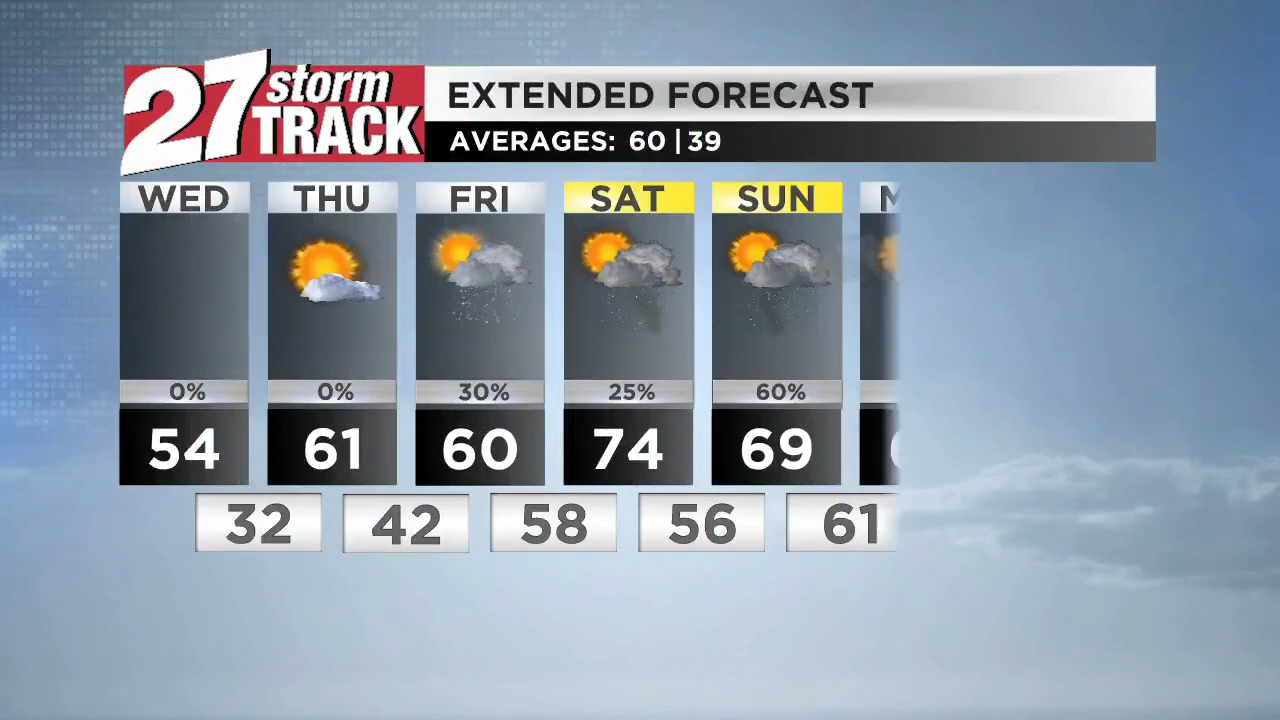 27 storm TRACK
EXTENDED FORECAST
AVERAGES: 60 | 39
WED THU FRI SAT SUN
0% 0% 30% 25% 60%
54 61 60 74 69
32 42 58 56 61